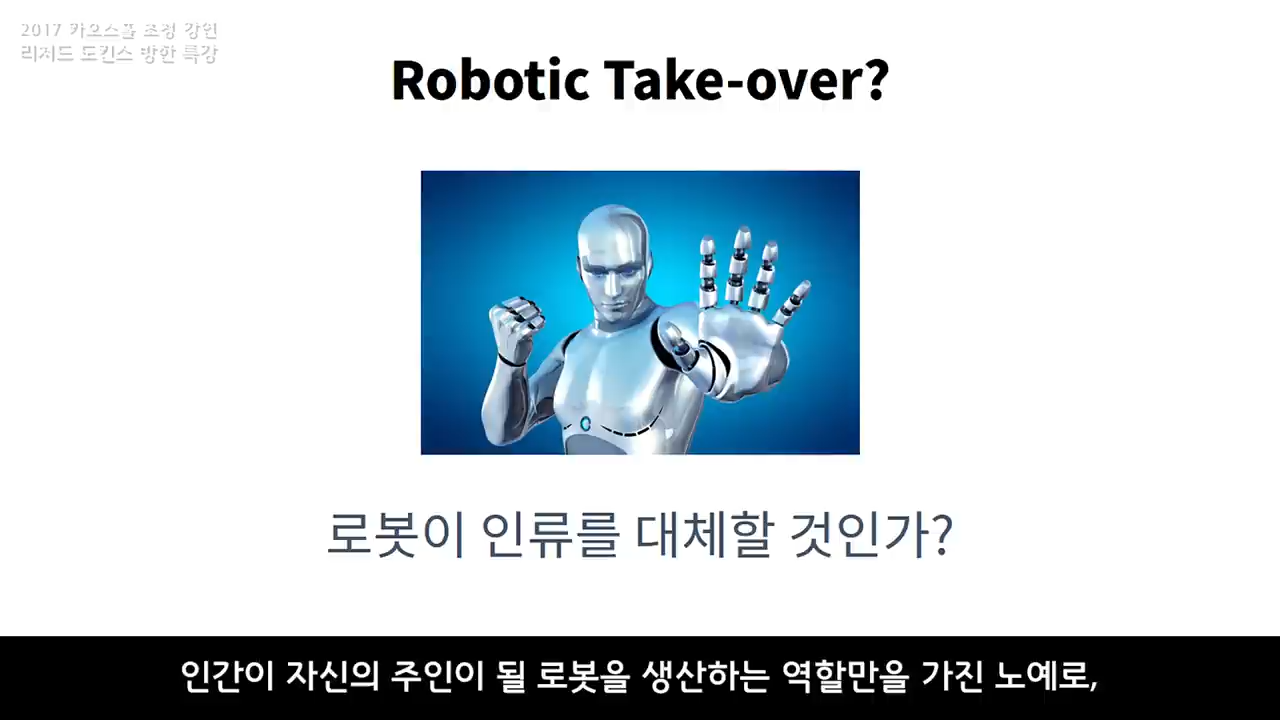 2017 카오스홀 초청 강연
리처드 도킨스 방한 특강
Robotic Take-over?
로봇이 인류를 대체할 것인가?
인간이 자신의 주인이 될 로봇을 생산하는 역할만을 가진 노예로,